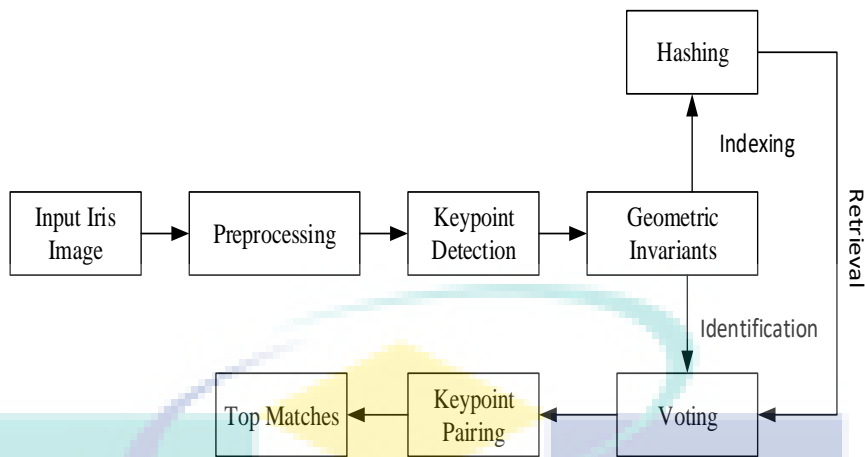 Hashing
Indexing
Retrieval
Input Iris
Image
Preprocessing
Keypoint
Detection
Geometric
Invariants
Identification
Top Matches
Keypoint
Pairing
Voting